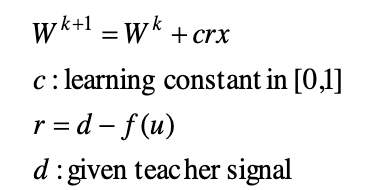 W^{k+1} = W^k + crx
c : learning constant in [0,1]
r = d − f(u)
d : given teacher signal